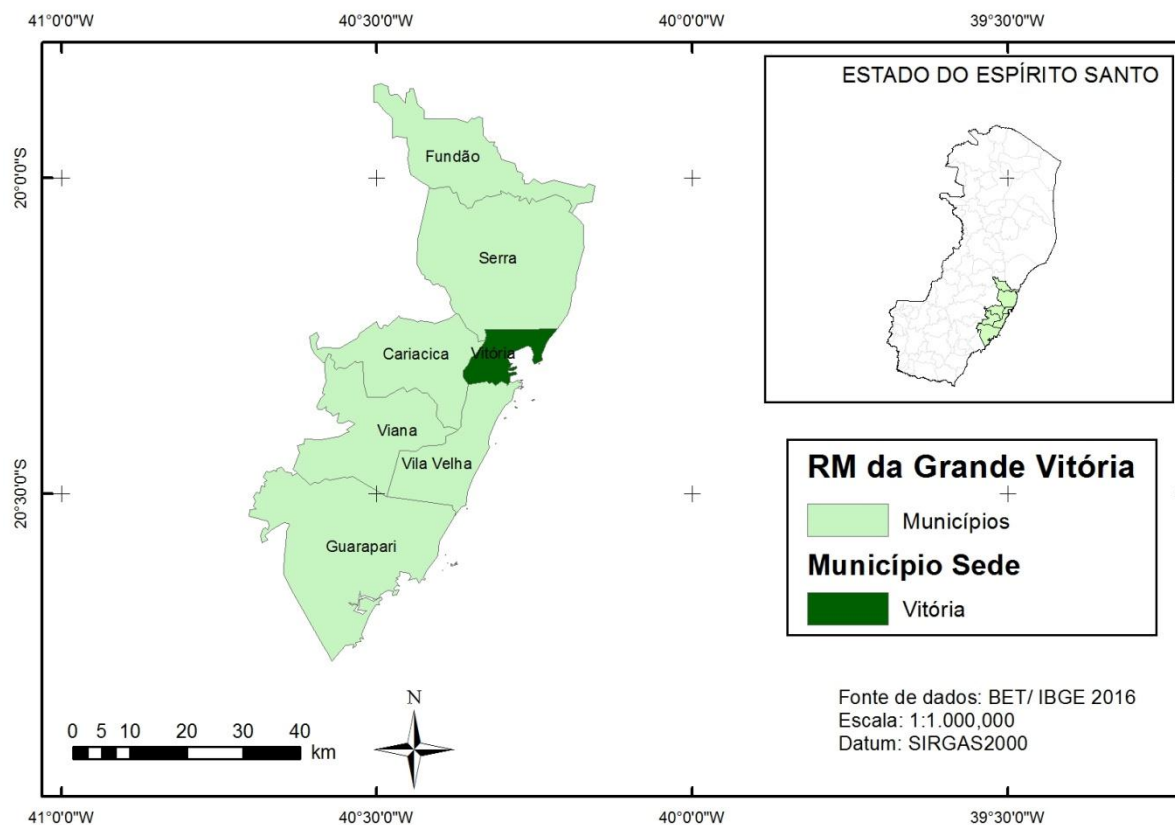 41°0'0"W 40°30'0"W 40°0'0"W 39°30'0"W
ESTADO DO ESPÍRITO SANTO
20°0'0"S
Fundão
Serra
Cariacica
Vitória
Viana
Vila Velha
20°30'0"S
Guarapari
RM da Grande Vitória
Municípios
Município Sede
Vitória
N
0 5 10 20 30 40
km
Fonte de dados: BET/ IBGE 2016
Escala: 1:1.000,000
Datum: SIRGAS2000
41°0'0"W 40°30'0"W 40°0'0"W 39°30'0"W